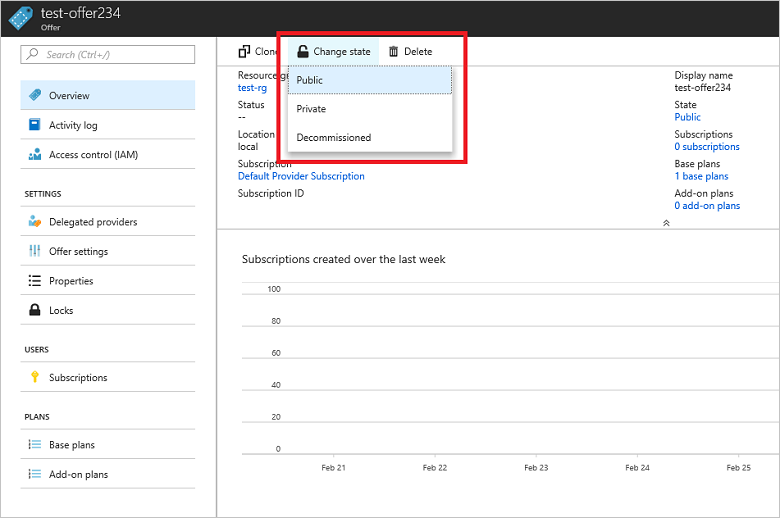 test-offer234
Offer
Search (Ctrl+/)
Overview
Activity log
Access control (IAM)
SETTINGS
Delegated providers
Offer settings
Properties
Locks
USERS
Subscriptions
PLANS
Base plans
Add-on plans
Clone Change state Delete
Public
Private
Decommissioned
test-rg
Status
--
Location
local
Subscription
Default Provider Subscription
Subscription ID
Display name
test-offer234
State
Public
Subscriptions
0 subscriptions
Base plans
1 base plans
Add-on plans
0 add-on plans
Subscriptions created over the last week
100
80
60
40
20
0
Feb 21 Feb 22 Feb 23 Feb 24 Feb 25